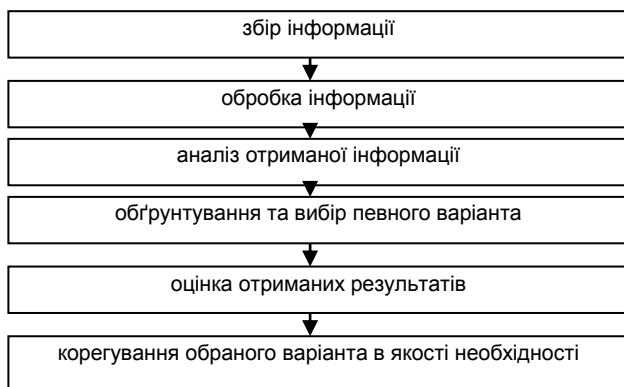 збір інформації
обробка інформації
аналіз отриманої інформації
обґрунтування та вибір певного варіанта
оцінка отриманих результатів
корегування обраного варіанта в якості необхідності